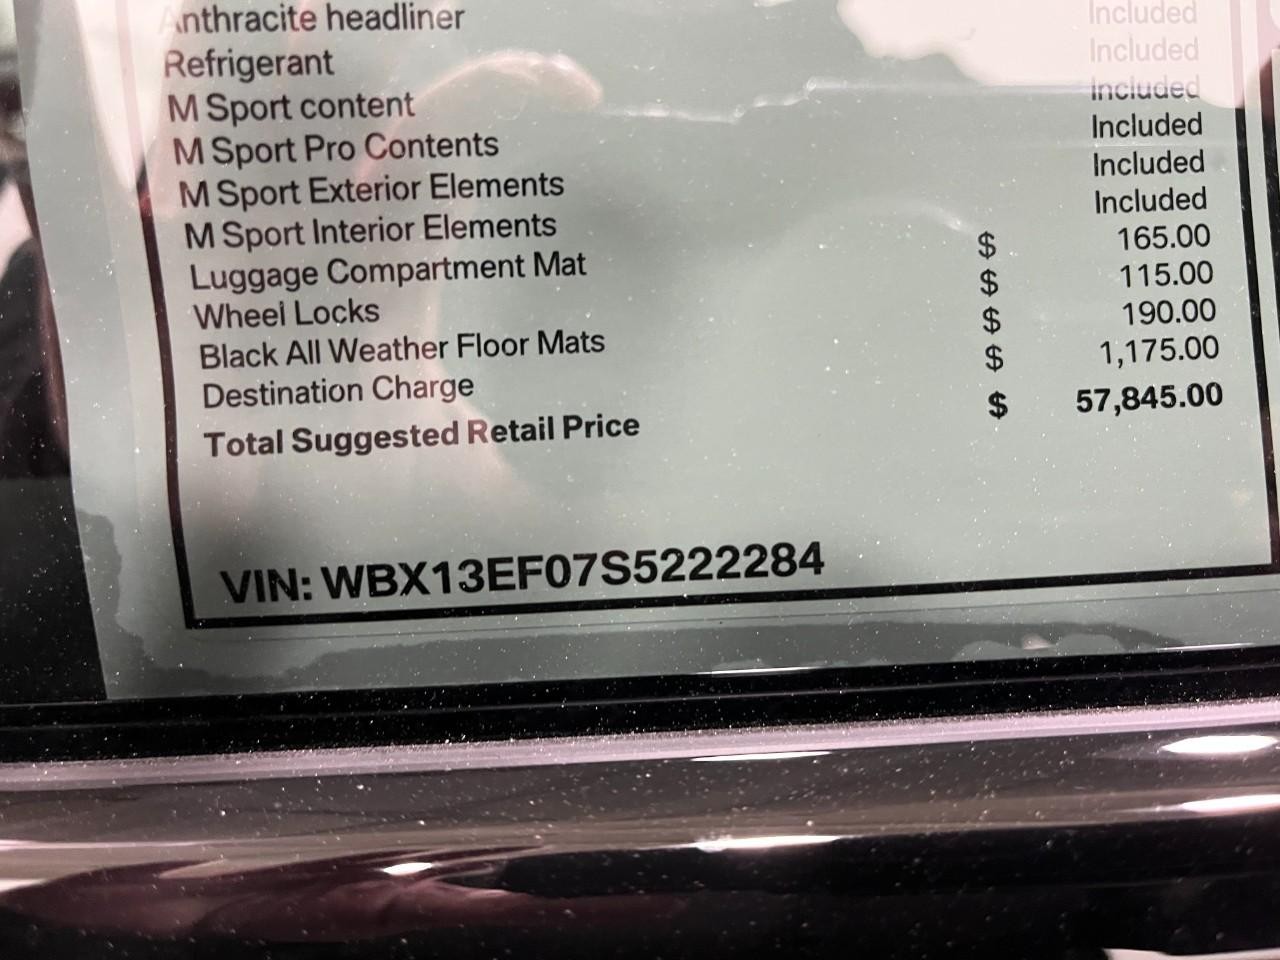 Anthracite headliner Included
Refrigerant Included
M Sport content Included
M Sport Pro Contents Included
M Sport Exterior Elements Included
M Sport Interior Elements Included
Luggage Compartment Mat $ 165.00
Wheel Locks $ 115.00
Black All Weather Floor Mats $ 190.00
Destination Charge $ 1,175.00
Total Suggested Retail Price $ 57,845.00
VIN: WBX13EF07S5222284